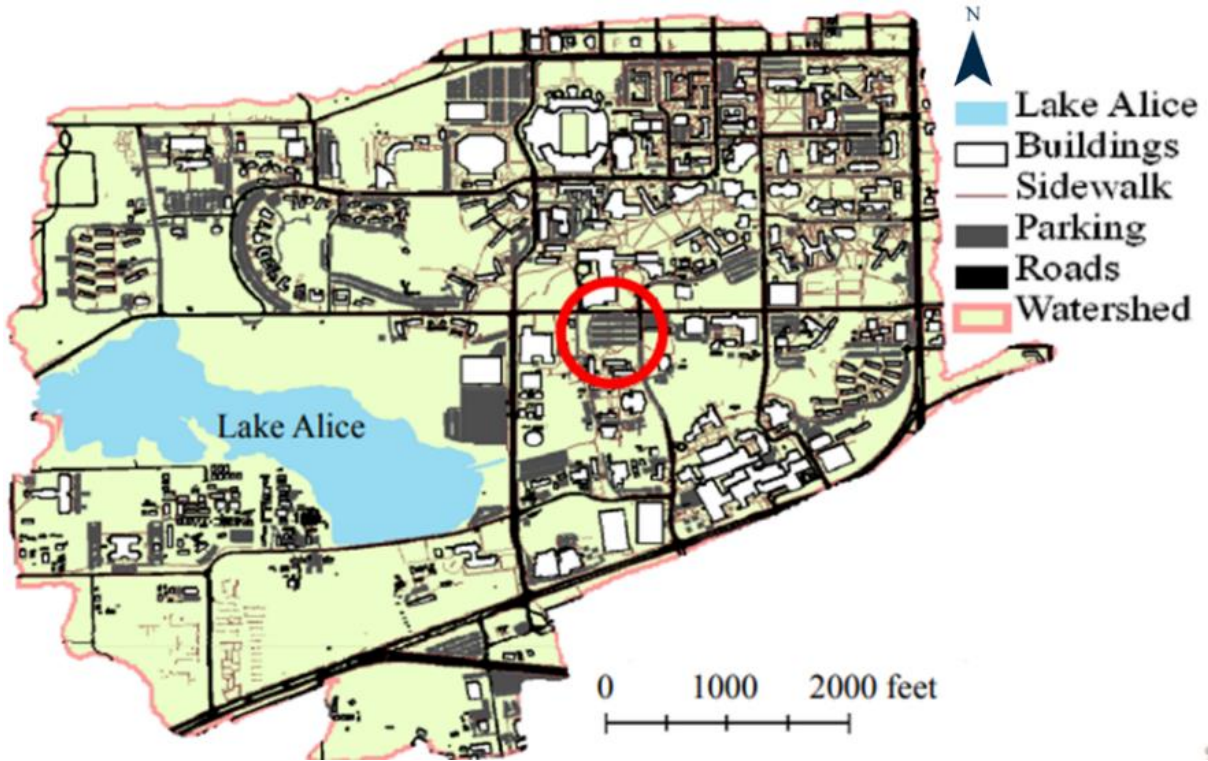 N
Lake Alice
Buildings
Sidewalk
Parking
Roads
Watershed
Lake Alice
0 1000 2000 feet